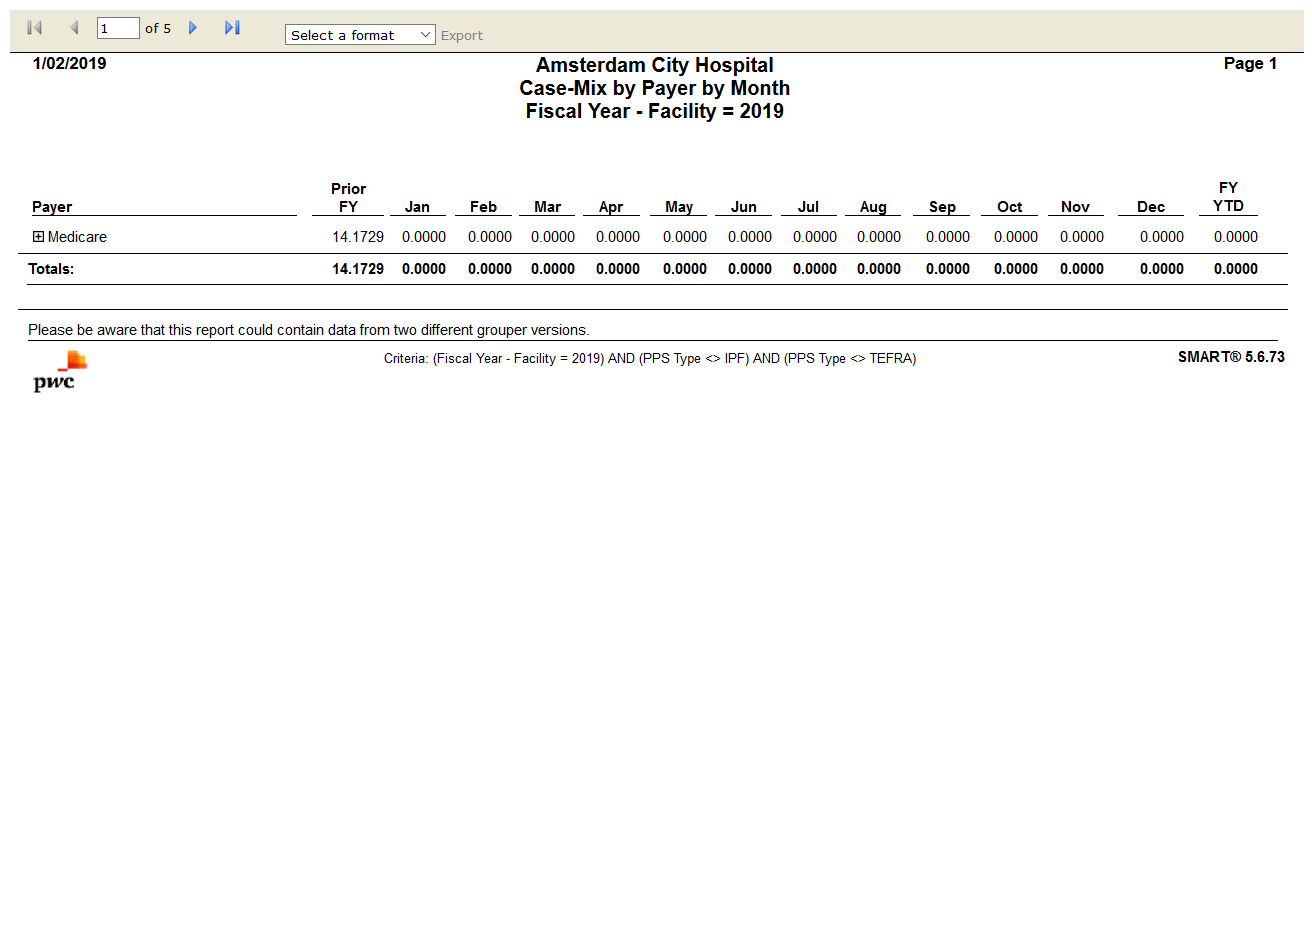 1 of 5 Select a format Export
1/02/2019 Amsterdam City Hospital Page 1
Case-Mix by Payer by Month
Fiscal Year - Facility = 2019
Prior FY
Payer FY Jan Feb Mar Apr May Jun Jul Aug Sep Oct Nov Dec YTD
Medicare 14.1729 0.0000 0.0000 0.0000 0.0000 0.0000 0.0000 0.0000 0.0000 0.0000 0.0000 0.0000 0.0000 0.0000
Totals: 14.1729 0.0000 0.0000 0.0000 0.0000 0.0000 0.0000 0.0000 0.0000 0.0000 0.0000 0.0000 0.0000 0.0000
Please be aware that this report could contain data from two different grouper versions.
Criteria: (Fiscal Year - Facility = 2019) AND (PPS Type <> IPF) AND (PPS Type <> TEFRA) SMART® 5.6.73
pwc